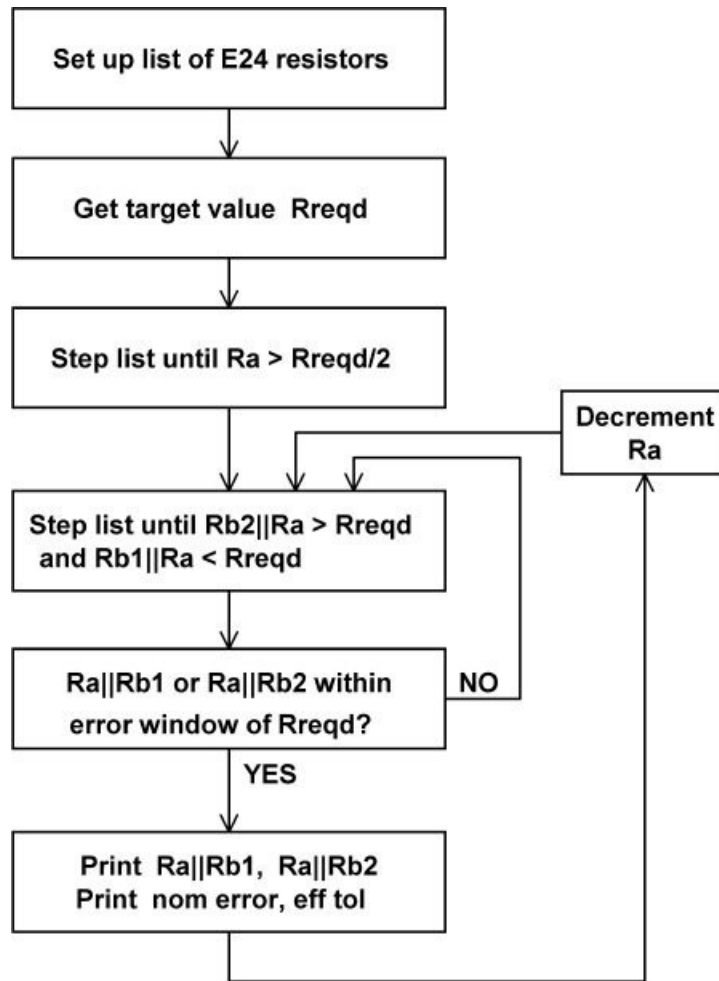 Set up list of E24 resistors
Get target value Rreqd
Step list until Ra > Rreqd/2
Decrement
Ra
Step list until Rb2||Ra > Rreqd
and Rb1||Ra < Rreqd
Ra||Rb1 or Ra||Rb2 within
error window of Rreqd?
NO
YES
Print Ra||Rb1, Ra||Rb2
Print nom error, eff tol